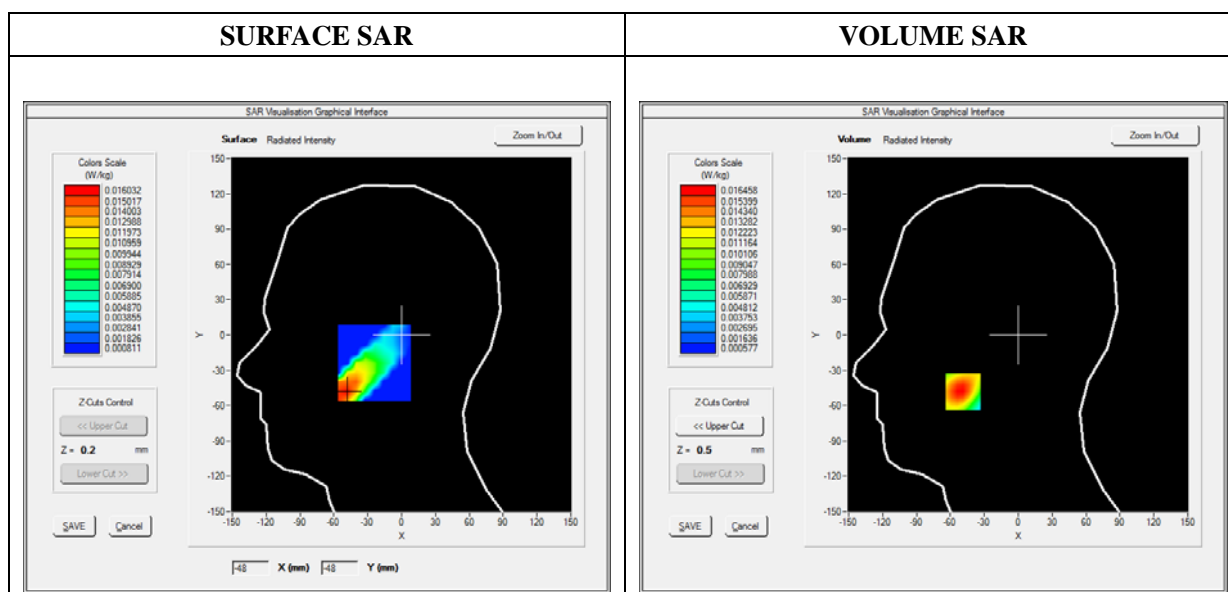 SURFACE SAR
VOLUME SAR
SAR Visualisation Graphical Interface
Surface Radiated Intensity
Zoom In/Out
Colors Scale
(W/kg)
0.016032
0.015017
0.014003
0.012988
0.011973
0.010959
0.009944
0.008929
0.007914
0.006900
0.005885
0.004870
0.003855
0.002841
0.001826
0.000811
Z-Cuts Control
<< Upper Cut
Z = 0.2 mm
Lower Cut >>
SAVE Cancel
150
120
90
60
30
0
-30
-60
-90
-120
-150
Y
-150 -120 -90 -60 -30 0 30 60 90 120 150
X
-48 X (mm) -48 Y (mm)
SAR Visualisation Graphical Interface
Volume Radiated Intensity
Zoom In/Out
Colors Scale
(W/kg)
0.016458
0.015399
0.014340
0.013282
0.012223
0.011164
0.010106
0.009047
0.007988
0.006929
0.005871
0.004812
0.003753
0.002695
0.001636
0.000577
Z-Cuts Control
<< Upper Cut
Z = 0.5 mm
Lower Cut >>
SAVE Cancel
150
120
90
60
30
0
-30
-60
-90
-120
-150
Y
-150 -120 -90 -60 -30 0 30 60 90 120 150
X